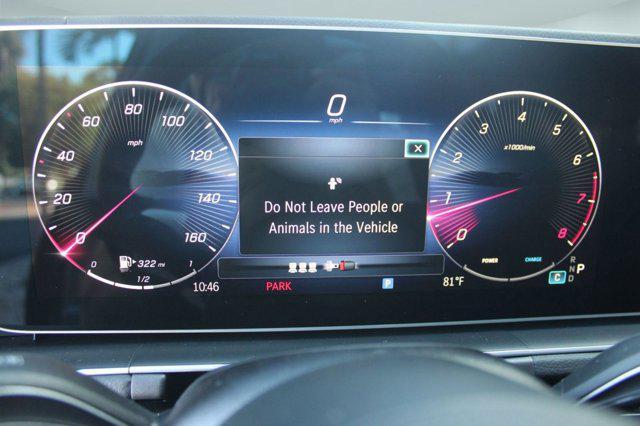 0 mph
80
60 100
mph
40 120
20 140
0 160
322 mi
0 1/2 1
10:46
✕
Do Not Leave People or
Animals in the Vehicle
PARK
P
81°F
4
3 5
x1000/min
2 6
1 7
0 8
POWER CHARGE
C
R
N P
D